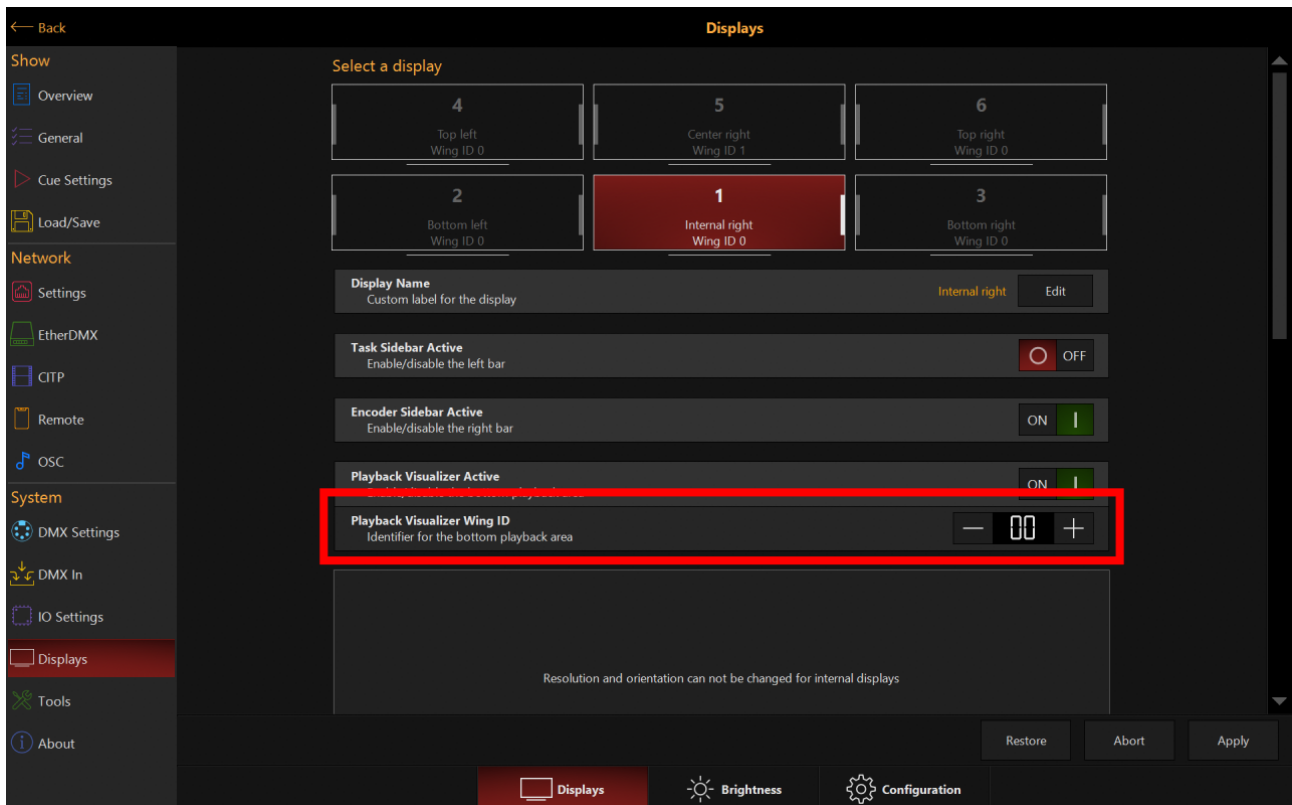 Back
Displays
Show
Overview
General
Cue Settings
Load/Save
Network
Settings
EtherDMX
CITP
Remote
OSC
System
DMX Settings
DMX In
IO Settings
Displays
Tools
About
Select a display
4
Top left
Wing ID 0
5
Center right
Wing ID 1
6
Top right
Wing ID 0
2
Bottom left
Wing ID 0
1
Internal right
Wing ID 0
3
Bottom right
Wing ID 0
Display Name
Custom label for the display
Internal right
Edit
Task Sidebar Active
Enable/disable the left bar
OFF
Encoder Sidebar Active
Enable/disable the right bar
ON
Playback Visualizer Active
Enable/disable the bottom playback area
ON
Playback Visualizer Wing ID
Identifier for the bottom playback area
00
Resolution and orientation can not be changed for internal displays
Restore
Abort
Apply
Displays
Brightness
Configuration